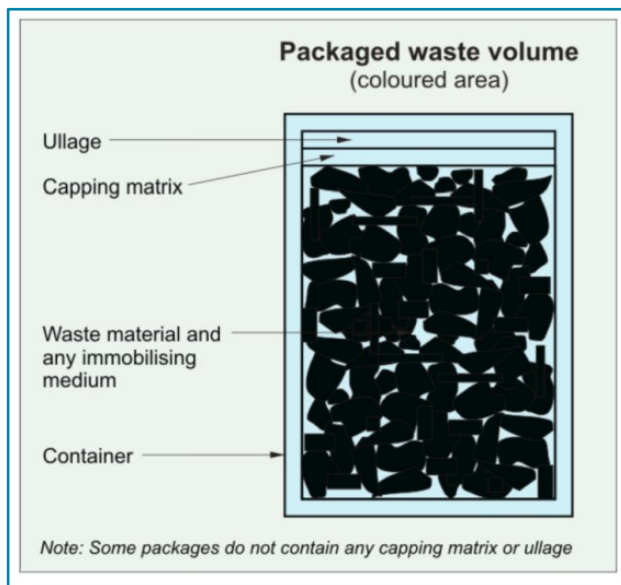 Packaged waste volume
(coloured area)
Ullage
Capping matrix
Waste material and
any immobilising
medium
Container
Note: Some packages do not contain any capping matrix or ullage